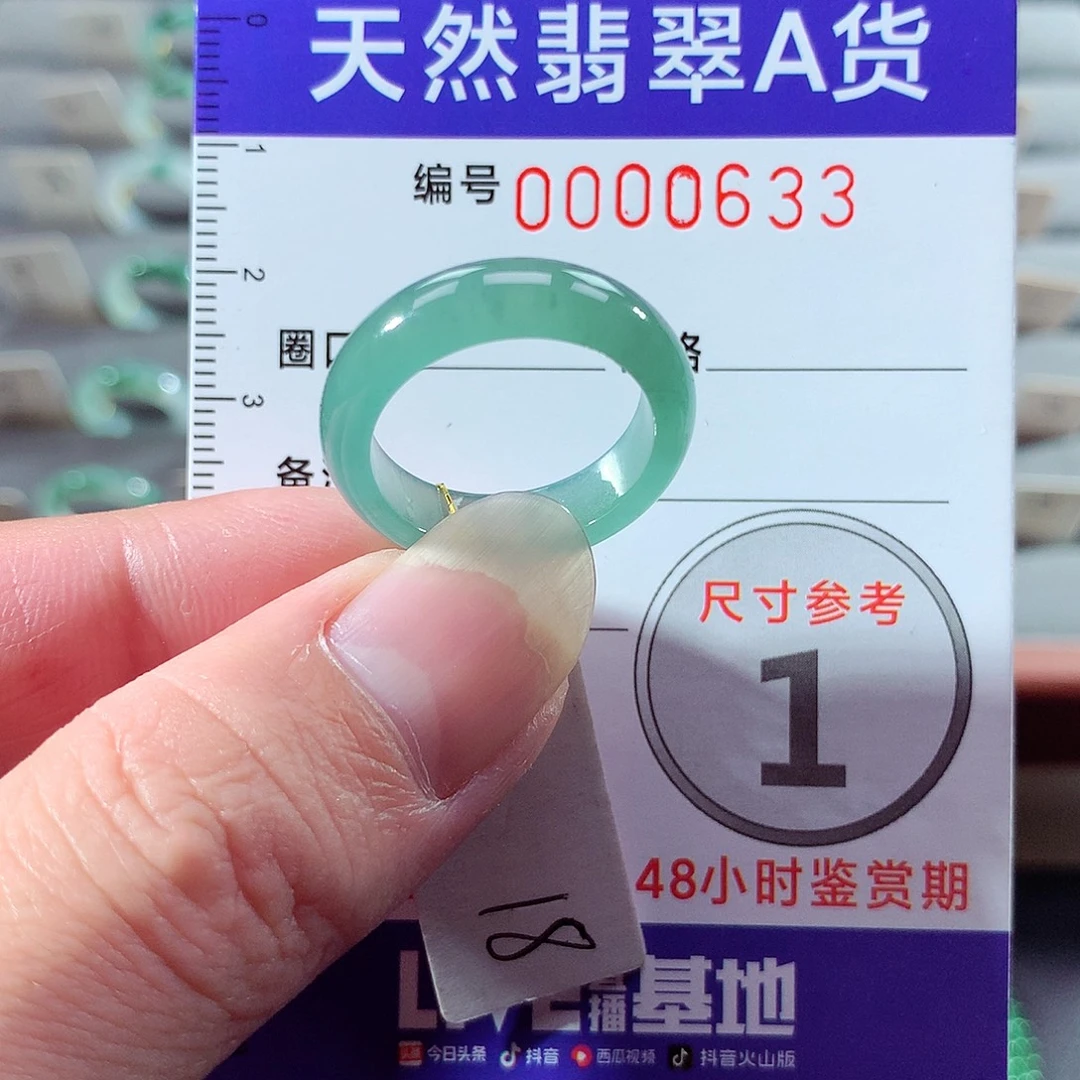 天然翡翠A货
编号 0000633
0
1
2
3
圈
备
尺寸参考
1
48小时鉴赏期
18
基地
今日头条 抖音 西瓜视频 抖音火山版